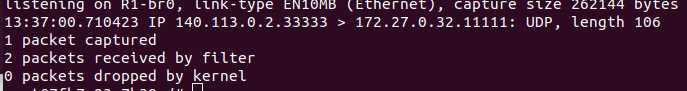 listening on R1-br0, link-type EN10MB (Ethernet), capture size 262144 bytes
13:37:00.710423 IP 140.113.0.2.33333 > 172.27.0.32.11111: UDP, length 106
1 packet captured
2 packets received by filter
0 packets dropped by kernel